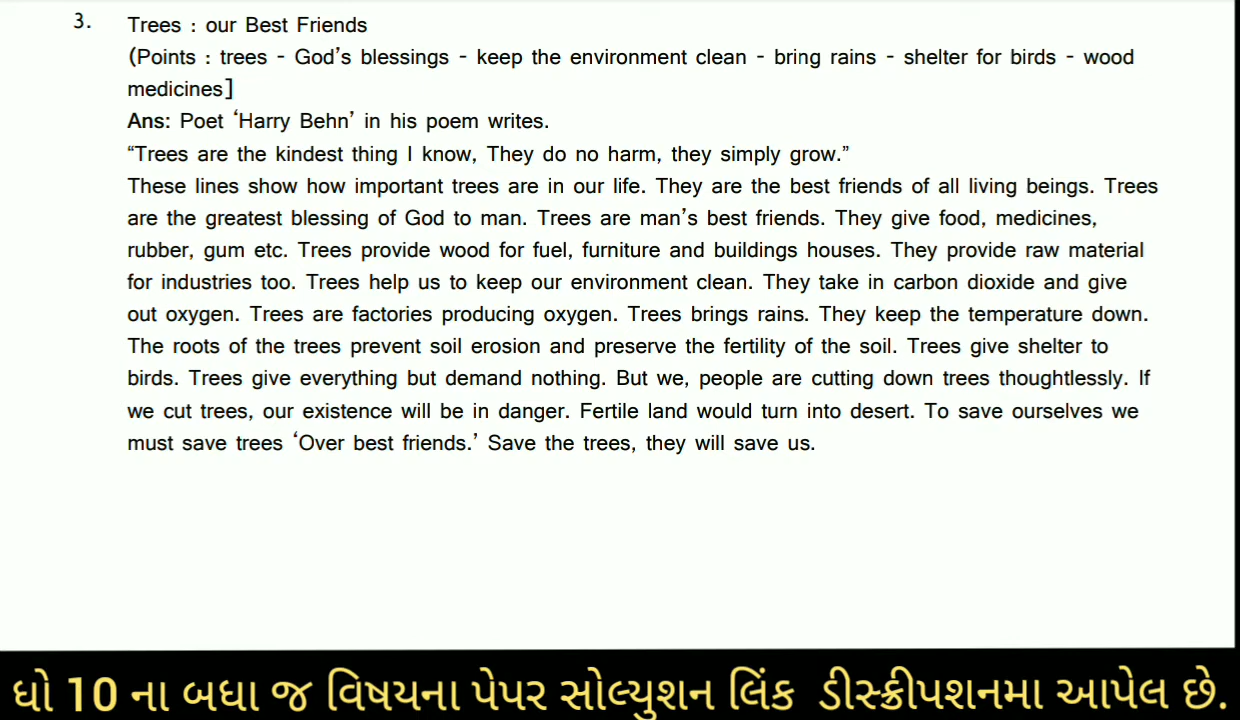 3. Trees : our Best Friends
(Points : trees - God's blessings - keep the environment clean - bring rains - shelter for birds - wood
medicines]
Ans: Poet ‘Harry Behn’ in his poem writes.
“Trees are the kindest thing I know, They do no harm, they simply grow.”
These lines show how important trees are in our life. They are the best friends of all living beings. Trees
are the greatest blessing of God to man. Trees are man's best friends. They give food, medicines,
rubber, gum etc. Trees provide wood for fuel, furniture and buildings houses. They provide raw material
for industries too. Trees help us to keep our environment clean. They take in carbon dioxide and give
out oxygen. Trees are factories producing oxygen. Trees brings rains. They keep the temperature down.
The roots of the trees prevent soil erosion and preserve the fertility of the soil. Trees give shelter to
birds. Trees give everything but demand nothing. But we, people are cutting down trees thoughtlessly. If
we cut trees, our existence will be in danger. Fertile land would turn into desert. To save ourselves we
must save trees ‘Over best friends.’ Save the trees, they will save us.
ધો 10 ના બધા જ વિષયના પેપર સોલ્યુશન લિંક ડીસ્ક્રીપશનમા આપેલ છે.